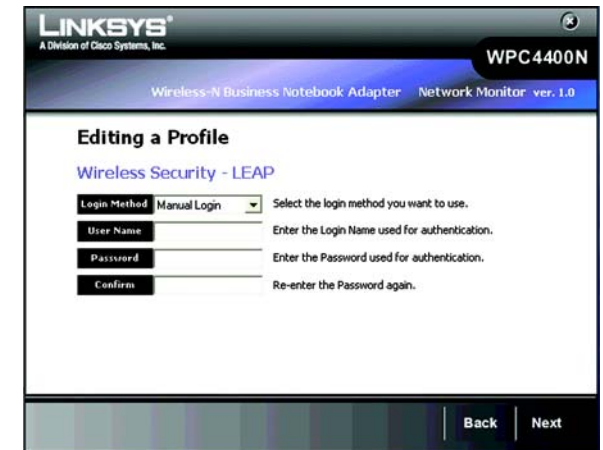 LINKSYS®
A Division of Cisco Systems, Inc.
WPC4400N
Wireless-N Business Notebook Adapter Network Monitor ver. 1.0
Editing a Profile
Wireless Security - LEAP
Login Method Manual Login Select the login method you want to use.
User Name Enter the Login Name used for authentication.
Password Enter the Password used for authentication.
Confirm Re-enter the Password again.
Back Next